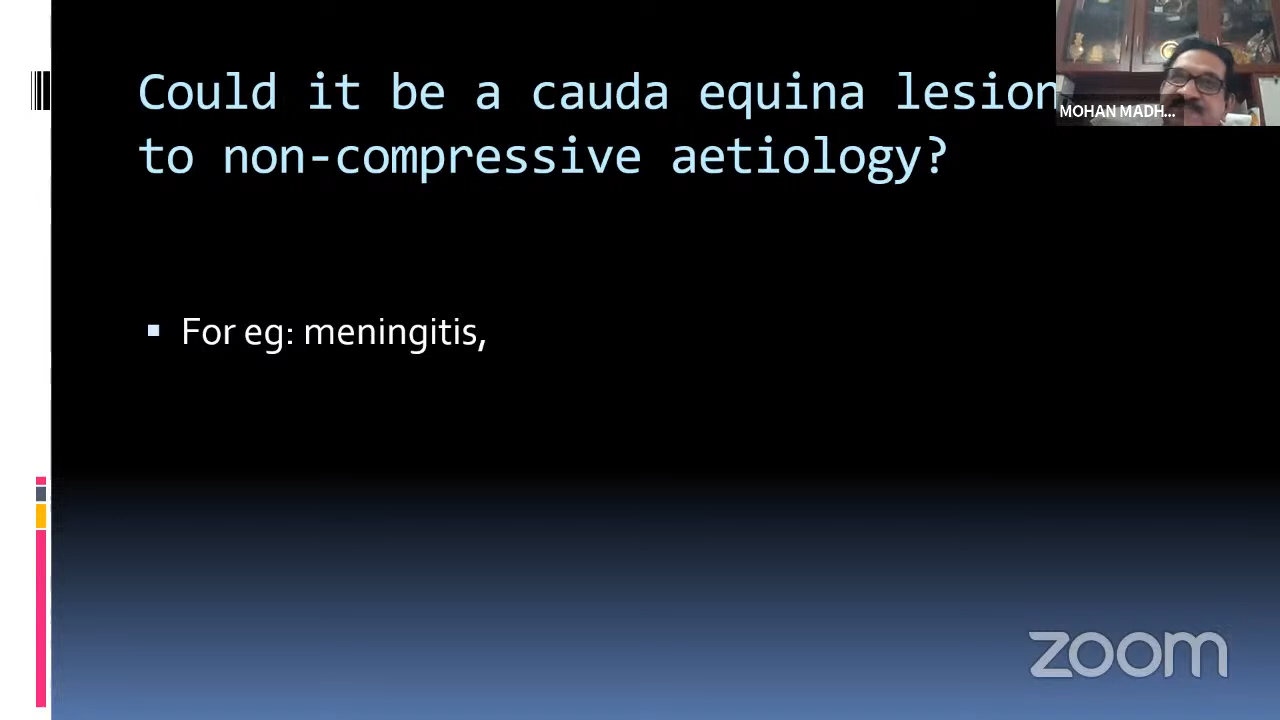 Could it be a cauda equina lesion
to non-compressive aetiology?
MOHAN MADH...
▪ For eg: meningitis,
zoom